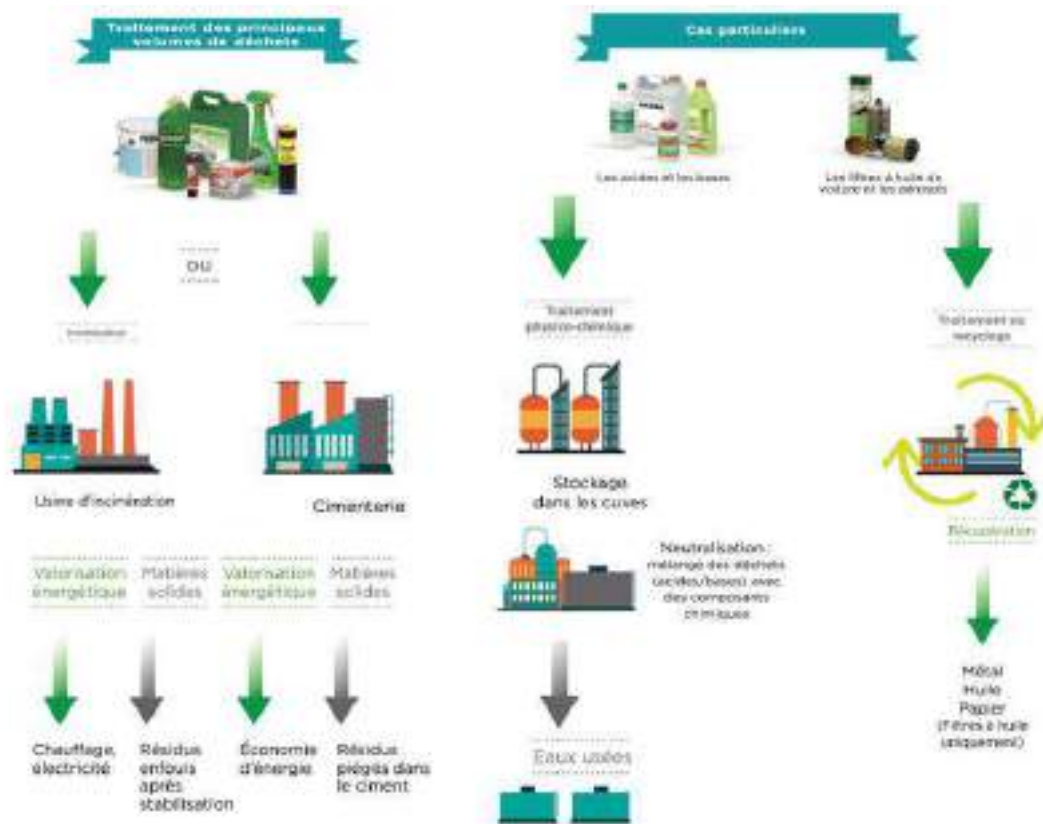 Traitement des principaux
volumes de déchets
Cas particuliers
Les acides et les bases
Les filtres à huile de
voiture et les aérosols
OU
Incinération
Traitement
physico-chimique
Traitement ou
recyclage
Usine d'incinération
Cimenterie
Stockage
dans les cuves
Récupération
Valorisation
énergétique
Matières
solides
Valorisation
énergétique
Matières
solides
Neutralisation :
mélange des déchets
(acides/bases) avec
des composants
chimiques
Chauffage,
électricité
Résidus
enfouis
après
stabilisation
Économie
d'énergie
Résidus
piégés dans
le ciment
Eaux usées
Métal
Huile
Papier
(Filtres à huile
uniquement)